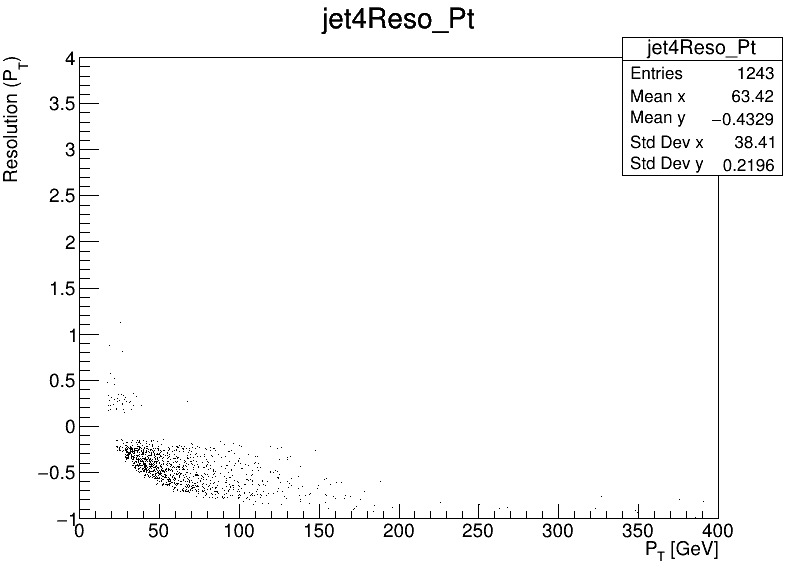 jet4Reso_Pt
jet4Reso_Pt
Entries 1243
Mean x 63.42
Mean y −0.4329
Std Dev x 38.41
Std Dev y 0.2196
Resolution (P_T)
4
3.5
3
2.5
2
1.5
1
0.5
0
−0.5
−1
0 50 100 150 200 250 300 350 400
P_T [GeV]